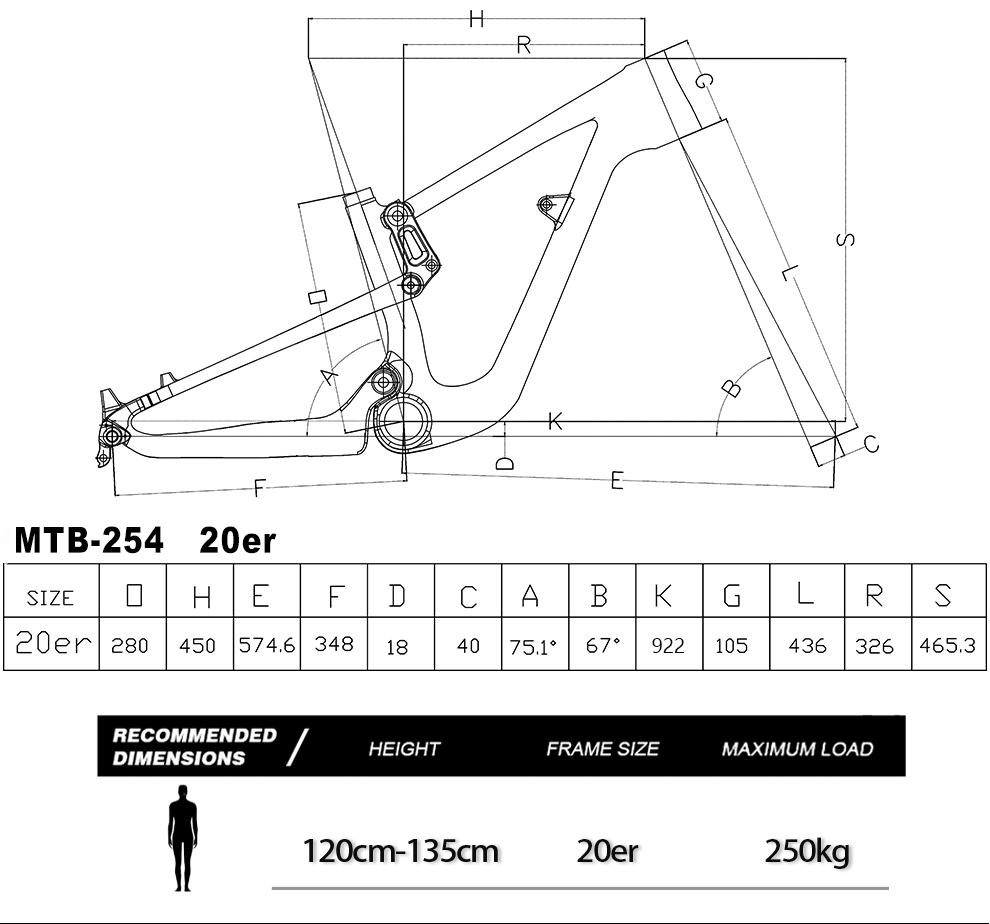 H
R
G
S
O
L
A
B
K
D
C
F
E
MTB-254 20er
SIZE O H E F D C A B K G L R S
20er 280 450 574.6 348 18 40 75.1° 67° 922 105 436 326 465.3
RECOMMENDED
DIMENSIONS / HEIGHT FRAME SIZE MAXIMUM LOAD
120cm-135cm 20er 250kg